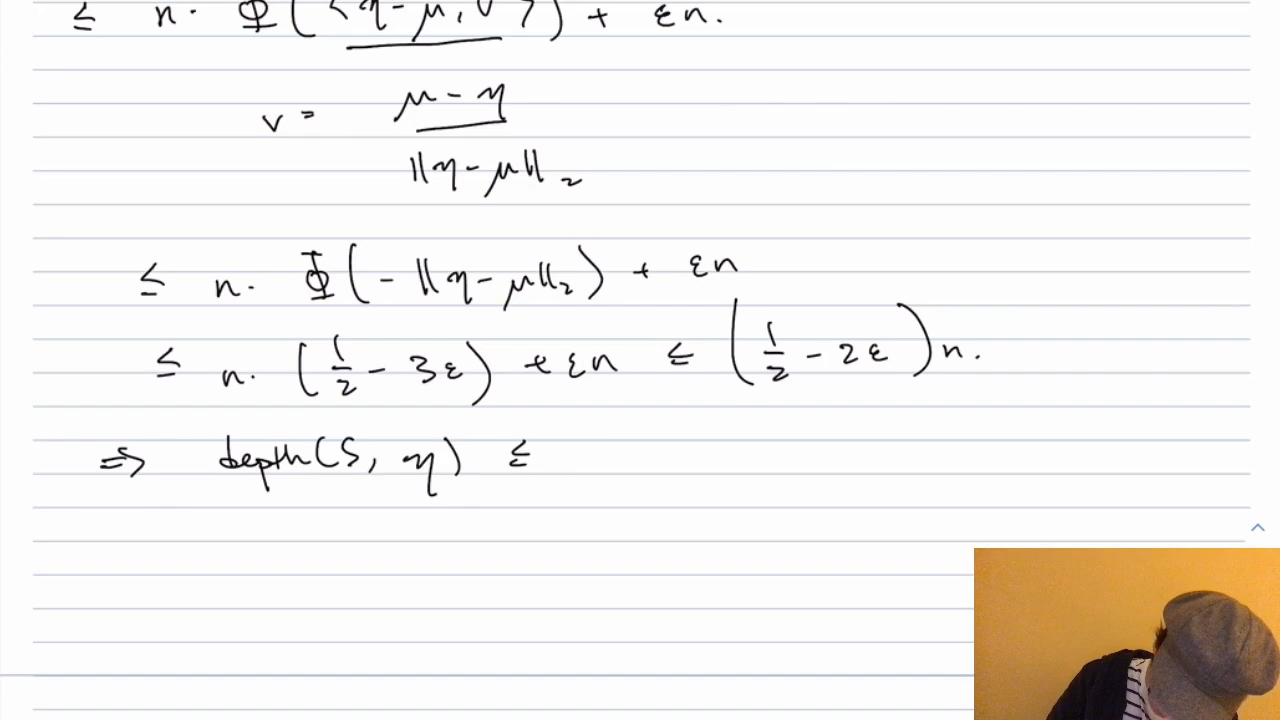 ≤ n · Φ(⟨η - μ, v⟩) + εn.
v = μ - η
‖η - μ‖₂
≤ n · Φ(-‖η - μ‖₂) + εn
≤ n · (1/2 - 3ε) + εn ≤ (1/2 - 2ε) n.
⇒ depth(S, η) ≤